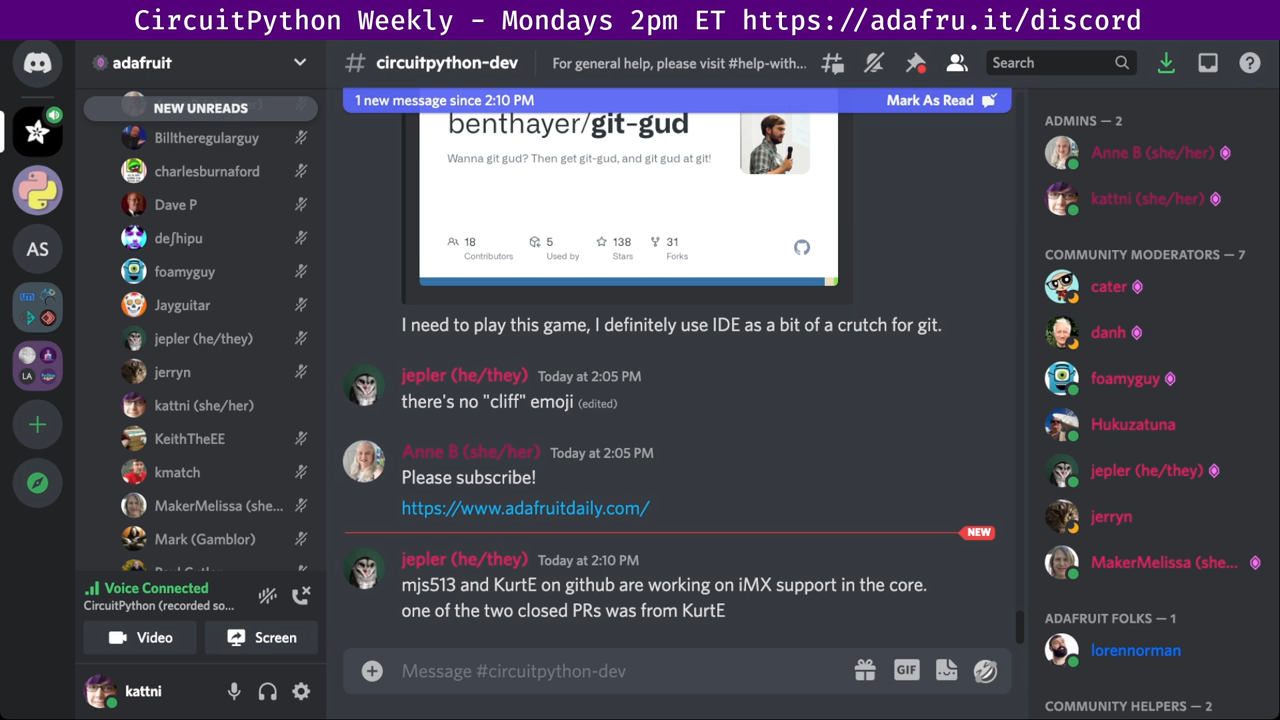 CircuitPython Weekly - Mondays 2pm ET https://adafru.it/discord
adafruit
NEW UNREADS
Billtheregularguy
charlesburnaford
Dave P
deʃhipu
foamyguy
Jayguitar
jepler (he/they)
jerryn
kattni (she/her)
KeithTheEE
kmatch
MakerMelissa (she...
Mark (Gamblor)
Voice Connected
CircuitPython (recorded so...
Video
Screen
kattni
AS
LA
circuitpython-dev
For general help, please visit #help-with...
Search
1 new message since 2:10 PM
Mark As Read
benthayer/git-gud
Wanna git gud? Then get git-gud, and git gud at git!
18 5 138 31
Contributors Used by Stars Forks
I need to play this game, I definitely use IDE as a bit of a crutch for git.
jepler (he/they) Today at 2:05 PM
there's no "cliff" emoji (edited)
Anne B (she/her) Today at 2:05 PM
Please subscribe!
https://www.adafruitdaily.com/
NEW
jepler (he/they) Today at 2:10 PM
mjs513 and KurtE on github are working on iMX support in the core.
one of the two closed PRs was from KurtE
Message #circuitpython-dev
GIF
ADMINS — 2
Anne B (she/her)
kattni (she/her)
COMMUNITY MODERATORS — 7
cater
danh
foamyguy
Hukuzatuna
jepler (he/they)
jerryn
MakerMelissa (she...
ADAFRUIT FOLKS — 1
lorennorman
COMMUNITY HELPERS — 2